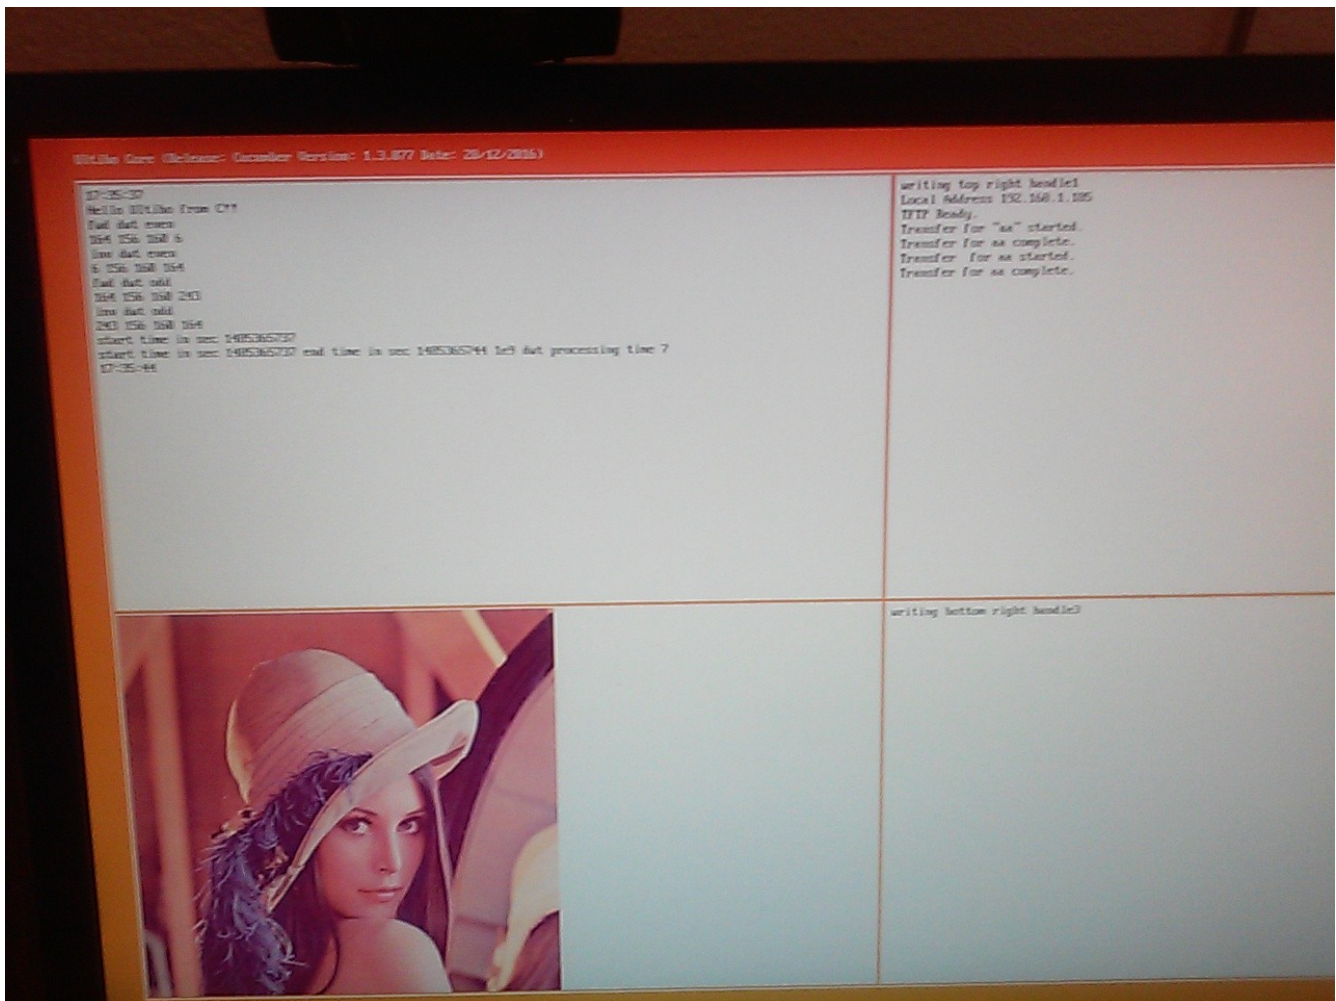 Ultibo Core (Release: Cucumber Version: 1.3.077 Date: 20/12/2016)
17:35:37
Hello Ultibo from C!!
fwd dwt even
164 156 160 6
inv dwt even
6 156 160 164
fwd dwt odd
164 156 160 243
inv dwt odd
243 156 160 164
start time in sec 1485365737
start time in sec 1485365737 end time in sec 1485365744 1e9 dwt processing time 7
17:35:44
writing top right handle1
Local Address 192.168.1.185
TFTP Ready.
Transfer for "aa" started.
Transfer for aa complete.
Transfer  for aa started.
Transfer for aa complete.
writing bottom right handle3